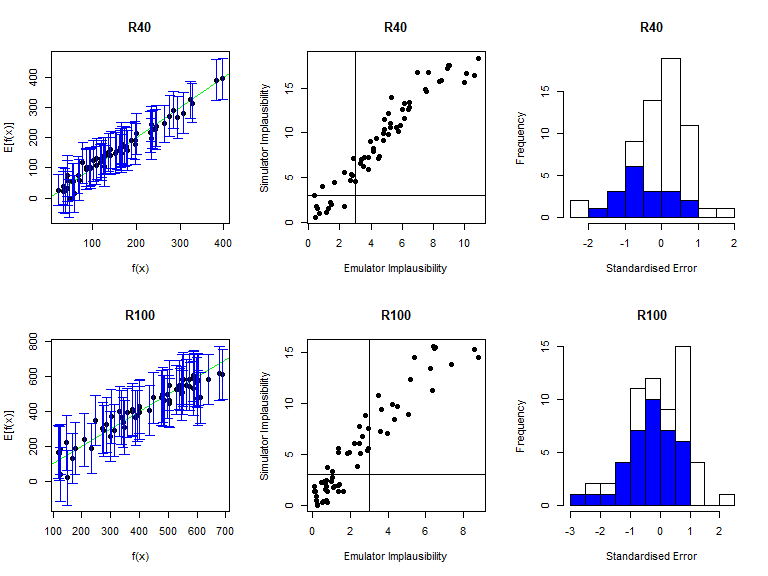 R40 R40 R40
E[f(x)]
0 100 200 300 400
100 200 300 400
f(x)
Simulator Implausibility
0 5 10 15
0 2 4 6 8 10
Emulator Implausibility
Frequency
0 5 10 15
-2 -1 0 1 2
Standardised Error
R100 R100 R100
E[f(x)]
0 200 400 600 800
100 200 300 400 500 600 700
f(x)
Simulator Implausibility
0 5 10 15
0 2 4 6 8
Emulator Implausibility
Frequency
0 5 10 15
-3 -2 -1 0 1 2
Standardised Error